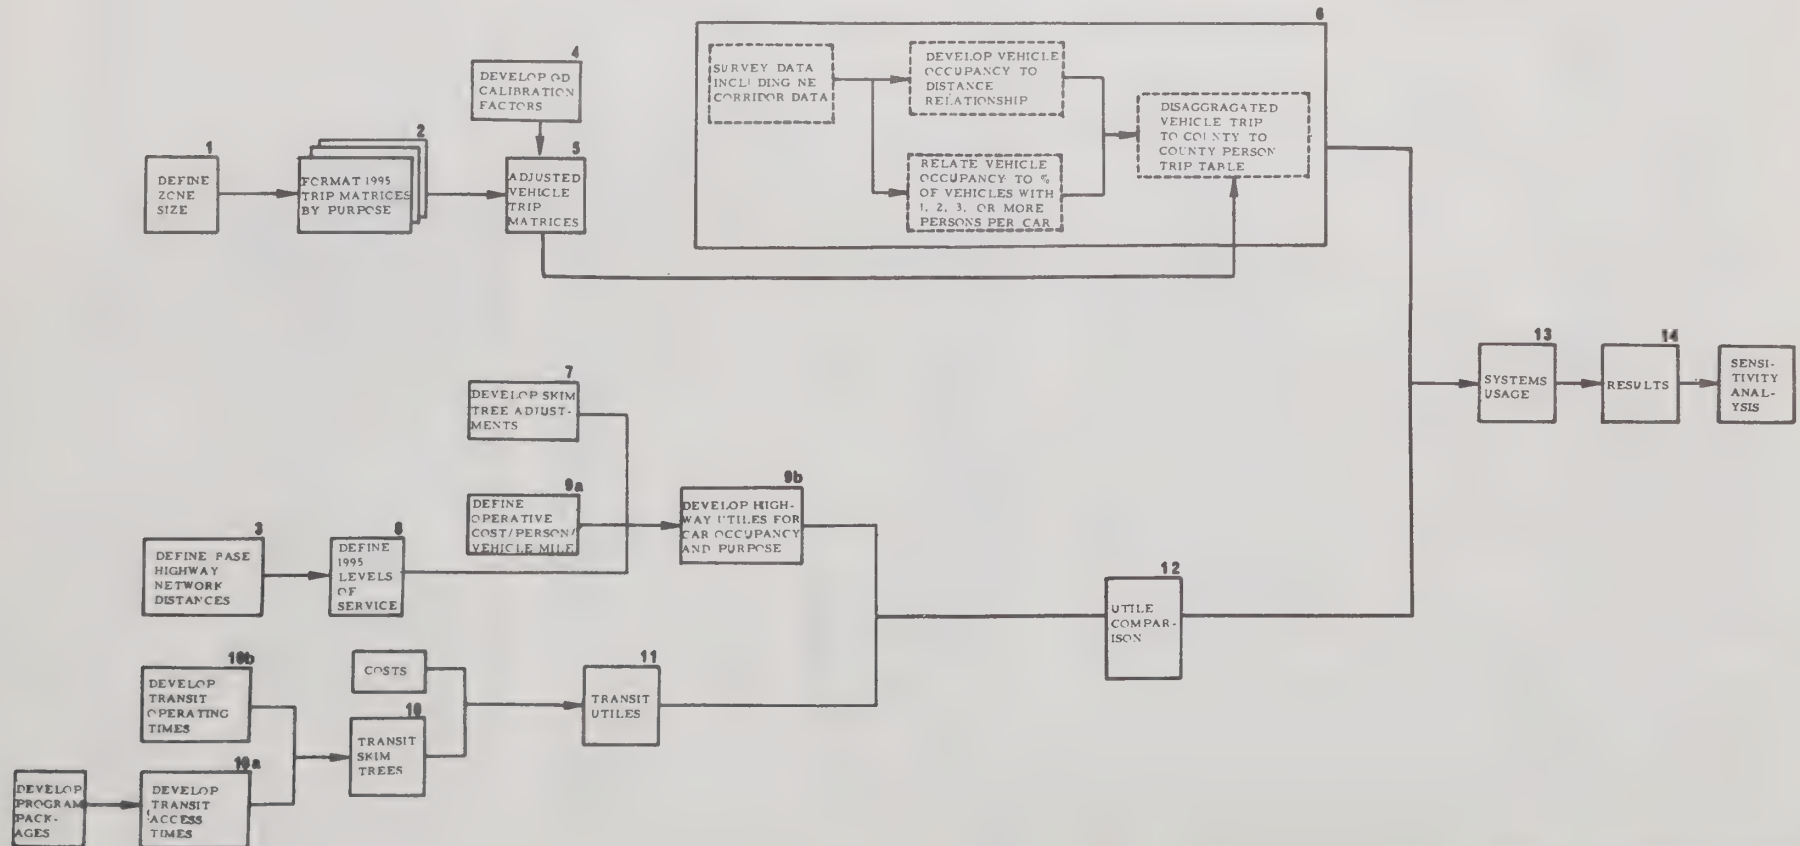 1
DEFINE
ZONE
SIZE
2
FORMAT 1995
TRIP MATRICES
BY PURPOSE
4
DEVELOP OD
CALIBRATION
FACTORS
5
ADJUSTED
VEHICLE
TRIP
MATRICES
6
SURVEY DATA
INCLUDING NE
CORRIDOR DATA
DEVELOP VEHICLE
OCCUPANCY TO
DISTANCE
RELATIONSHIP
RELATE VEHICLE
OCCUPANCY TO %
OF VEHICLES WITH
1, 2, 3, OR MORE
PERSONS PER CAR
DISAGGRAGATED
VEHICLE TRIP
TO COUNTY TO
COUNTY PERSON
TRIP TABLE
7
DEVELOP SKIM
TREE ADJUST-
MENTS
9a
DEFINE
OPERATIVE
COST/PERSON/
VEHICLE MILE
3
DEFINE BASE
HIGHWAY
NETWORK
DISTANCES
8
DEFINE
1995
LEVELS
OF
SERVICE
9b
DEVELOP HIGH-
WAY UTILES FOR
CAR OCCUPANCY
AND PURPOSE
10b
DEVELOP
TRANSIT
OPERATING
TIMES
DEVELOP
PROGRAM
PACK-
AGES
10a
DEVELOP
TRANSIT
ACCESS
TIMES
COSTS
10
TRANSIT
SKIM
TREES
11
TRANSIT
UTILES
12
UTILE
COMPAR-
ISON
13
SYSTEMS
USAGE
14
RESULTS
SENSI-
TIVITY
ANAL-
YSIS